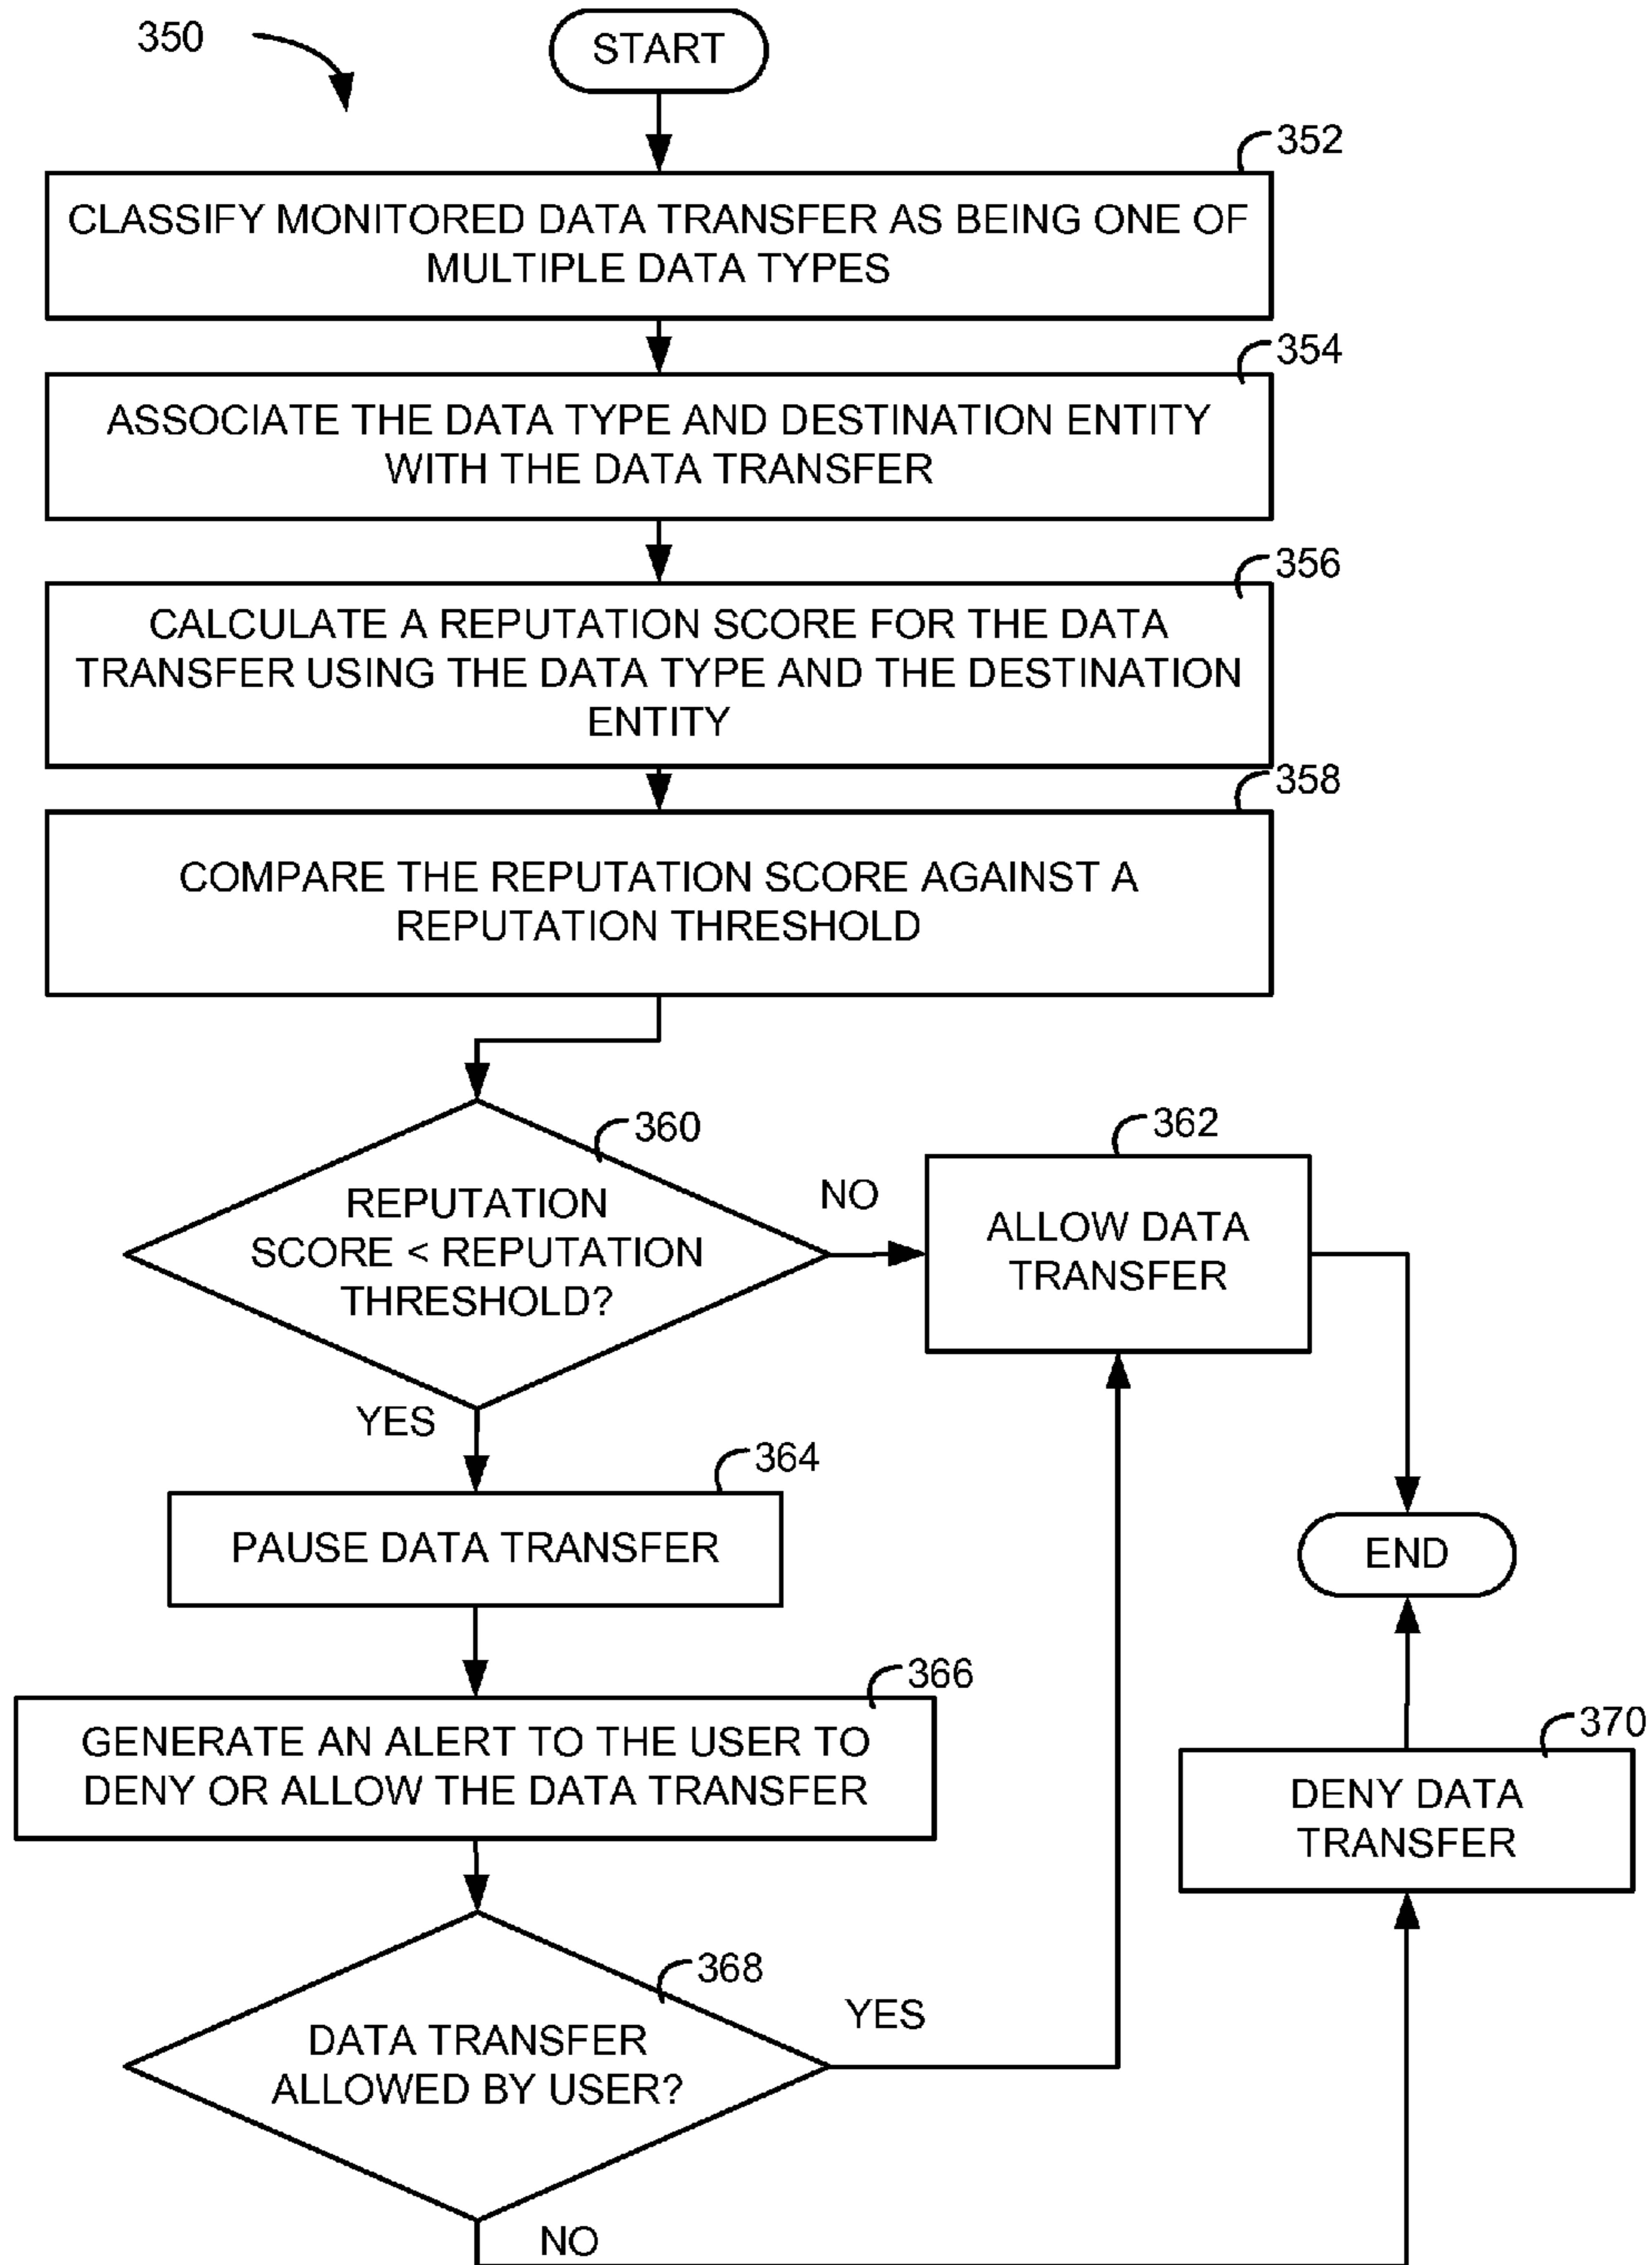 350
START
352
CLASSIFY MONITORED DATA TRANSFER AS BEING ONE OF
MULTIPLE DATA TYPES
354
ASSOCIATE THE DATA TYPE AND DESTINATION ENTITY
WITH THE DATA TRANSFER
356
CALCULATE A REPUTATION SCORE FOR THE DATA
TRANSFER USING THE DATA TYPE AND THE DESTINATION
ENTITY
358
COMPARE THE REPUTATION SCORE AGAINST A
REPUTATION THRESHOLD
360
REPUTATION
SCORE < REPUTATION
THRESHOLD?
NO
362
ALLOW DATA
TRANSFER
YES
364
PAUSE DATA TRANSFER
END
366
GENERATE AN ALERT TO THE USER TO
DENY OR ALLOW THE DATA TRANSFER
370
DENY DATA
TRANSFER
368
DATA TRANSFER
ALLOWED BY USER?
YES
NO